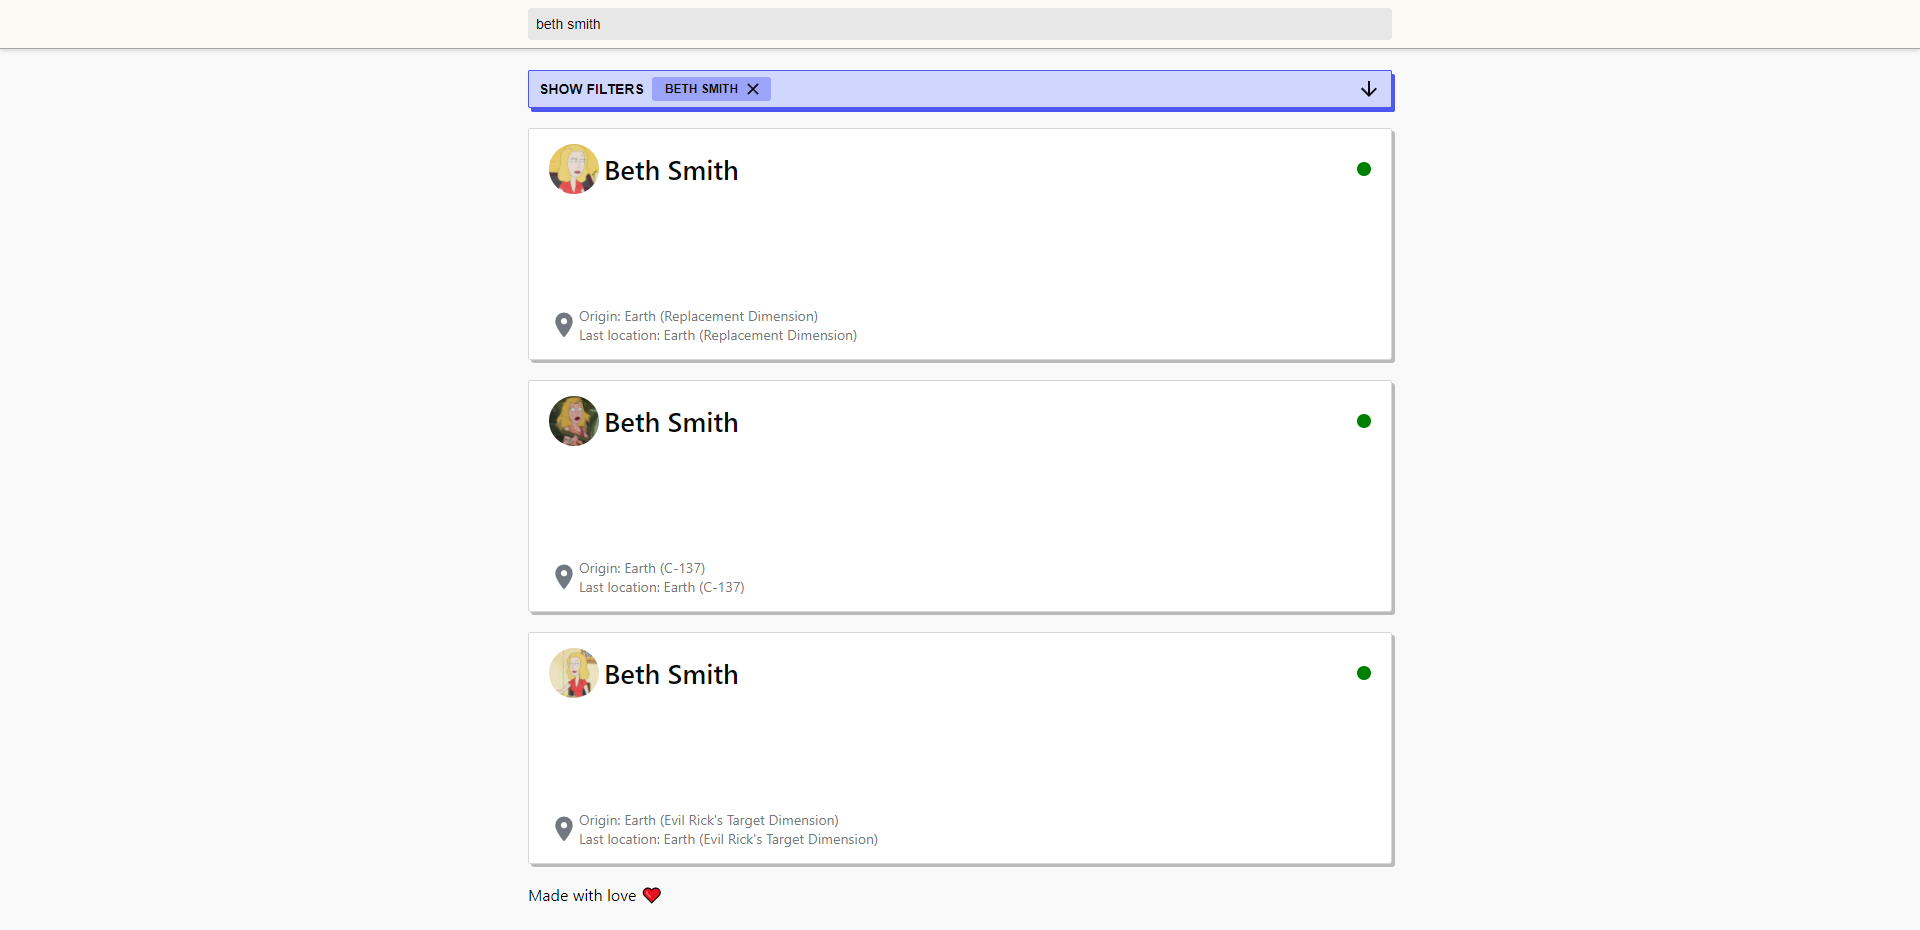 beth smith
SHOW FILTERS BETH SMITH
Beth Smith
Origin: Earth (Replacement Dimension)
Last location: Earth (Replacement Dimension)
Beth Smith
Origin: Earth (C-137)
Last location: Earth (C-137)
Beth Smith
Origin: Earth (Evil Rick's Target Dimension)
Last location: Earth (Evil Rick's Target Dimension)
Made with love